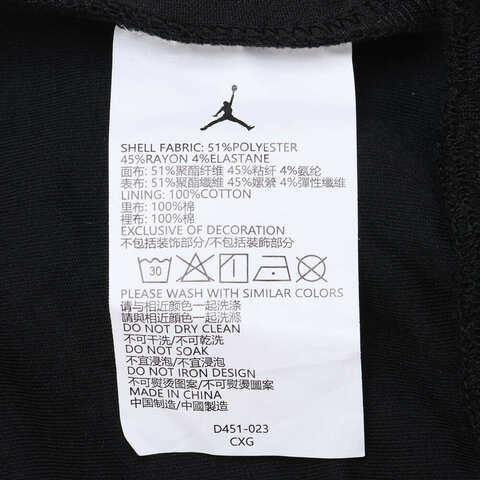 SHELL FABRIC: 51%POLYESTER
45%RAYON 4%ELASTANE
面布: 51%聚酯纤维 45%粘纤 4%氨纶
表布: 51%聚酯纖維 45%嫘縈 4%彈性纖維
LINING: 100%COTTON
里布: 100%棉
裡布: 100%棉
EXCLUSIVE OF DECORATION
不包括装饰部分/不包括裝飾部分
30
PLEASE WASH WITH SIMILAR COLORS
请与相近颜色一起洗涤
請與相近顏色一起洗滌
DO NOT DRY CLEAN
不可干洗/不可乾洗
DO NOT SOAK
不宜浸泡/不宜浸泡
DO NOT IRON DESIGN
不可熨烫图案/不可熨燙圖案
MADE IN CHINA
中国制造/中國製造
D451-023
CXG